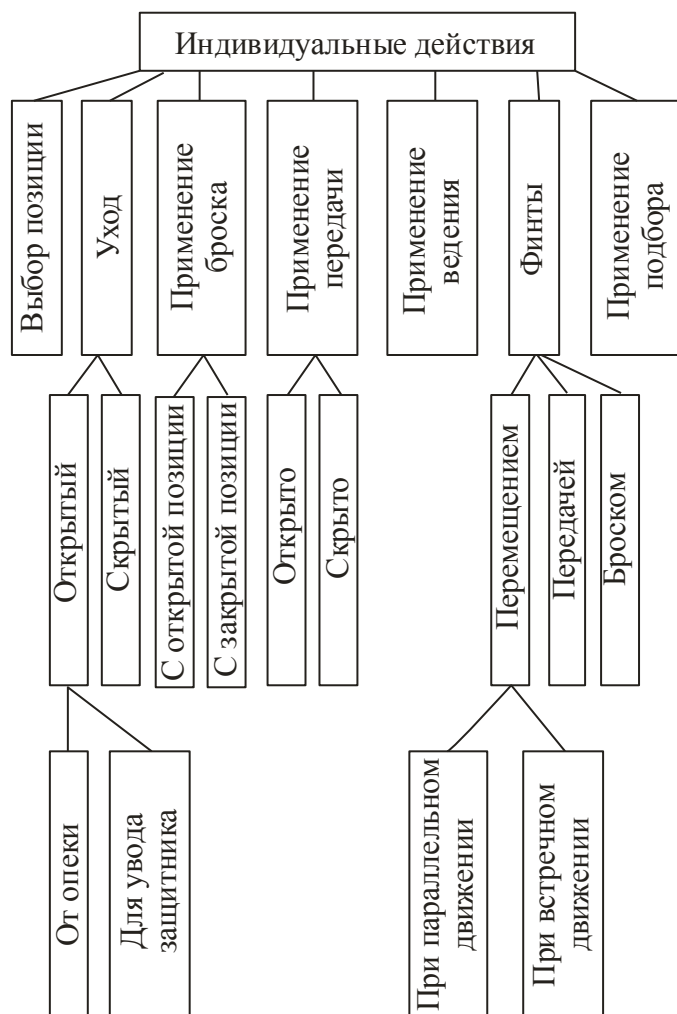 Индивидуальные действия
Выбор позиции
Уход
Применение
броска
Применение
передачи
Применение
ведения
Финты
Применение
подбора
Открытый
Скрытый
С открытой позиции
С закрытой позиции
Открыто
Скрыто
Перемещением
Передачей
Броском
От опеки
Для увода
защитника
При параллельном
движении
При встречном
движении